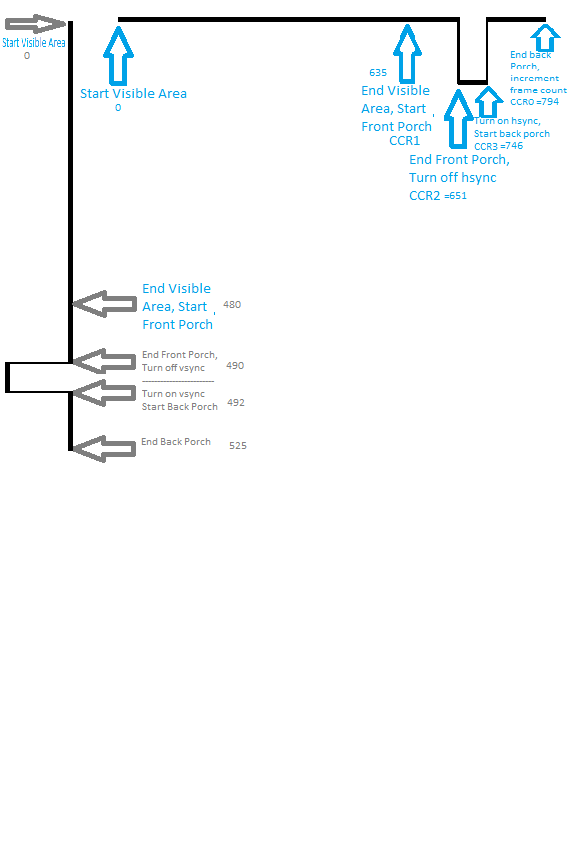 Start Visible Area
0
Start Visible Area
0
635
End Visible
Area, Start ,
Front Porch
CCR1
End back
Porch,
increment
frame count
CCR0 =794
Turn on hsync,
Start back porch
CCR3 =746
End Front Porch,
Turn off hsync
CCR2 =651
End Visible
Area, Start , 480
Front Porch
End Front Porch,
Turn off vsync 490
--------------------
Turn on vsync
Start Back Porch 492
End Back Porch 525